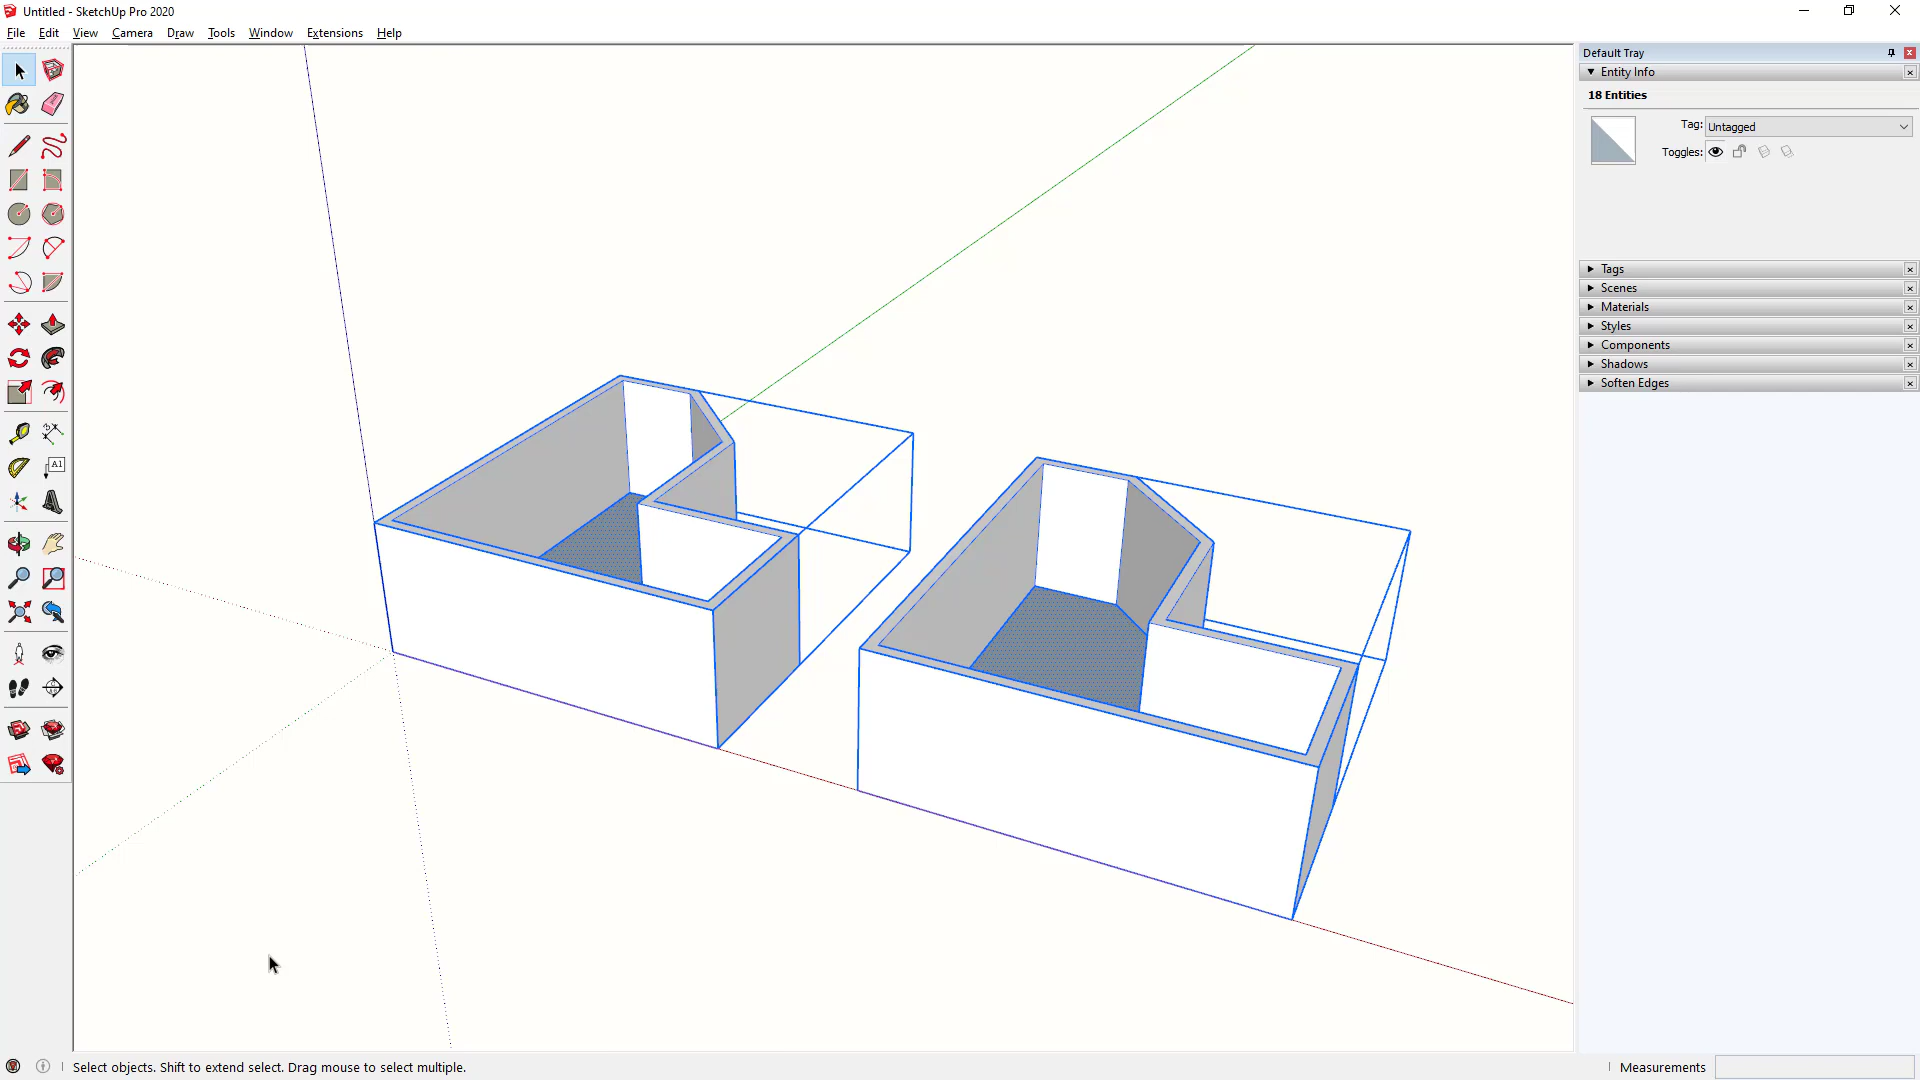 Untitled - SketchUp Pro 2020
File Edit View Camera Draw Tools Window Extensions Help
Default Tray
Entity Info
18 Entities
Tag: Untagged
Toggles:
Tags
Scenes
Materials
Styles
Components
Shadows
Soften Edges
A1
Select objects. Shift to extend select. Drag mouse to select multiple.
Measurements